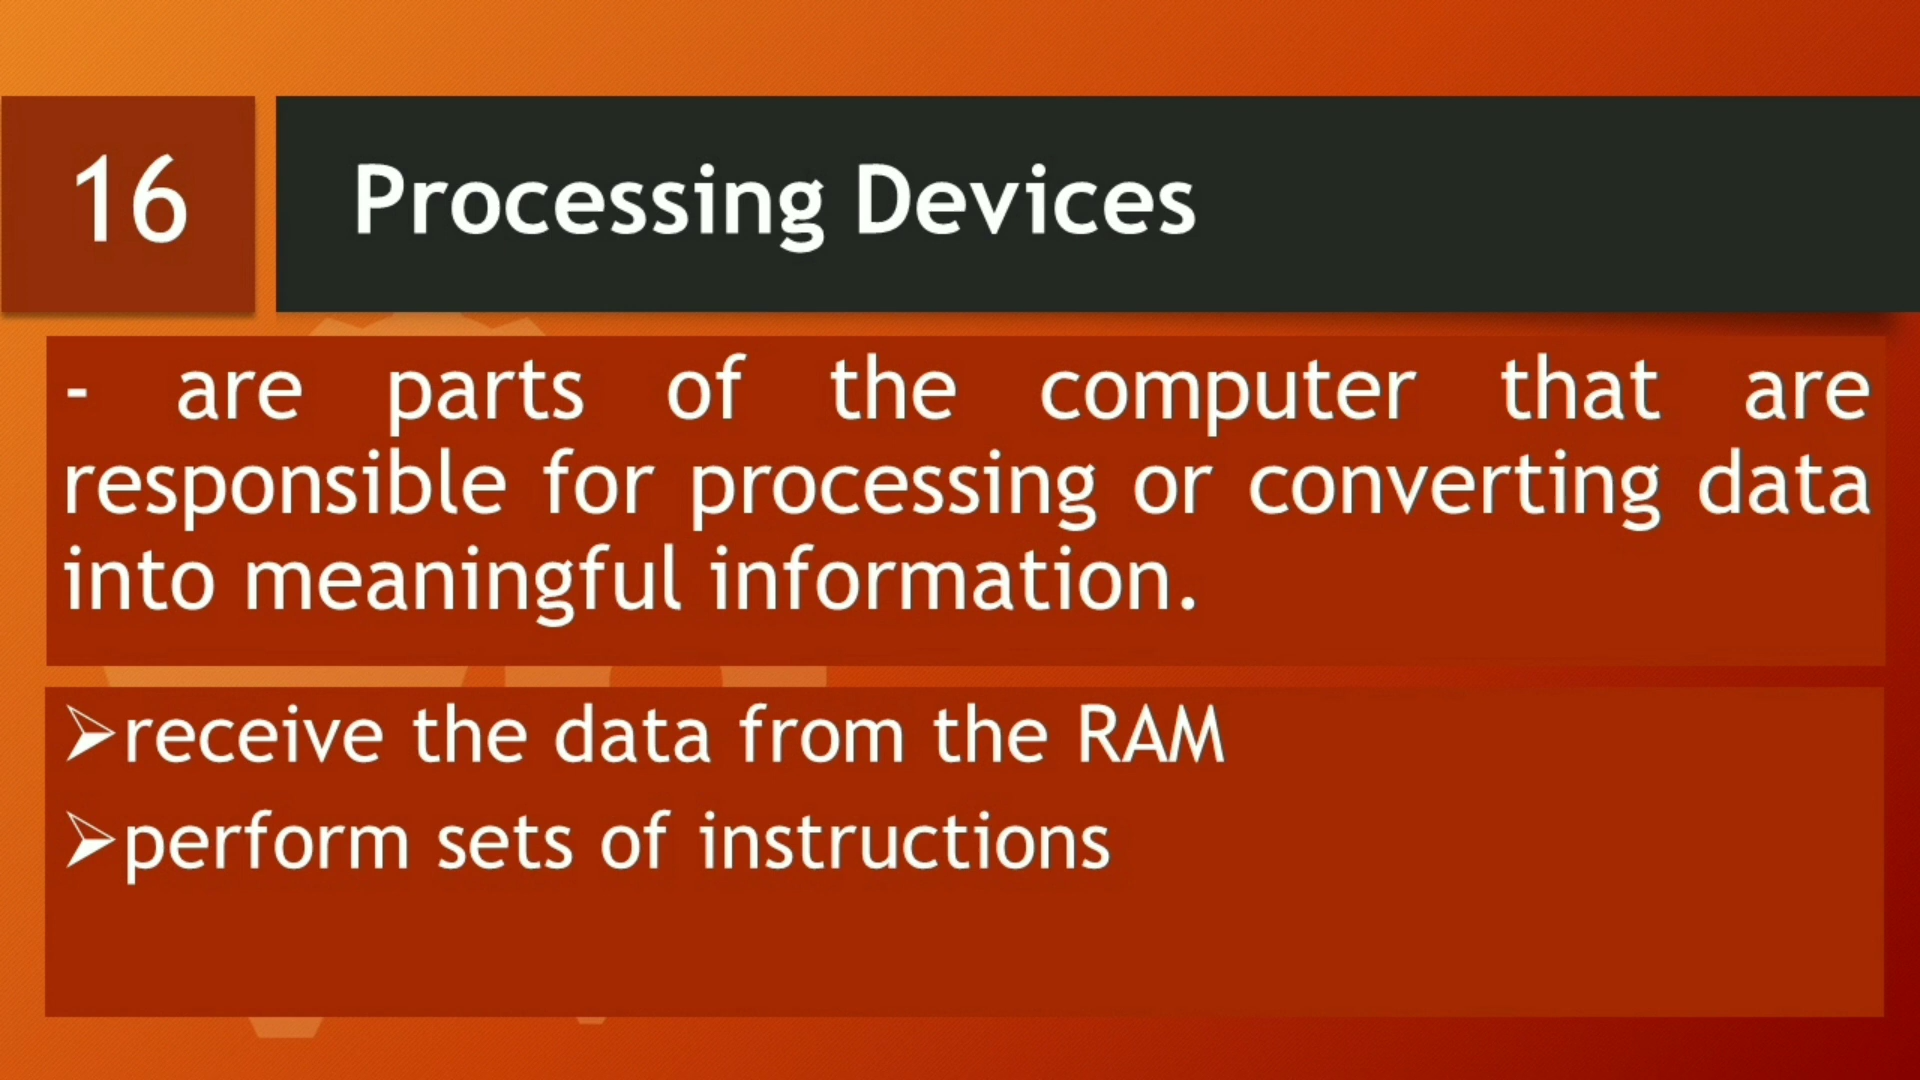 16
Processing Devices
- are parts of the computer that are
responsible for processing or converting data
into meaningful information.
➢receive the data from the RAM
➢perform sets of instructions